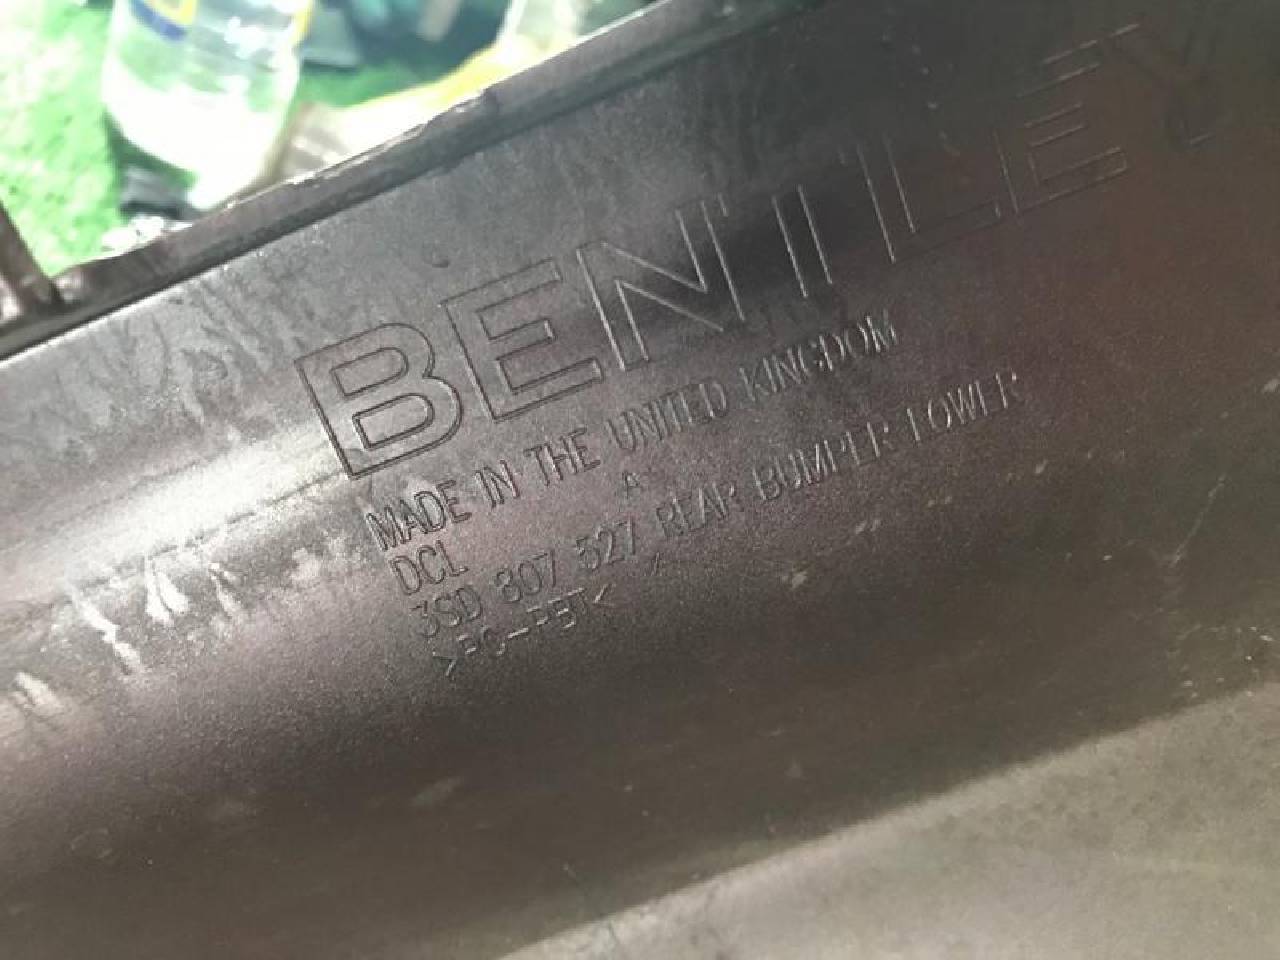 BENTLEY
MADE IN THE UNITED KINGDOM
DCL A
3SD 807 527 REAR BUMPER LOWER
>PC-PBT<